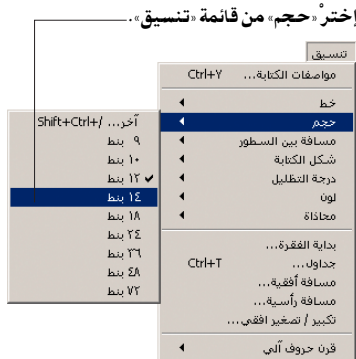 إخترْ «حجم» من قائمة «تنسيق».
تنسيق
مواصفات الكتابة... Ctrl+Y
خط
حجم
مسافة بين السطور
شكل الكتابة
درجة التظليل
لون
محاذاة
بداية الفقرة...
جداول... Ctrl+T
مسافة أفقية...
مسافة رأسية...
تكبير / تصغير افقي...
قرن حروف آلي
آخر... Shift+Ctrl+/
٩ بنط
١٠ بنط
١٢ بنط
١٤ بنط
١٨ بنط
٢٤ بنط
٣٦ بنط
٤٨ بنط
٧٢ بنط